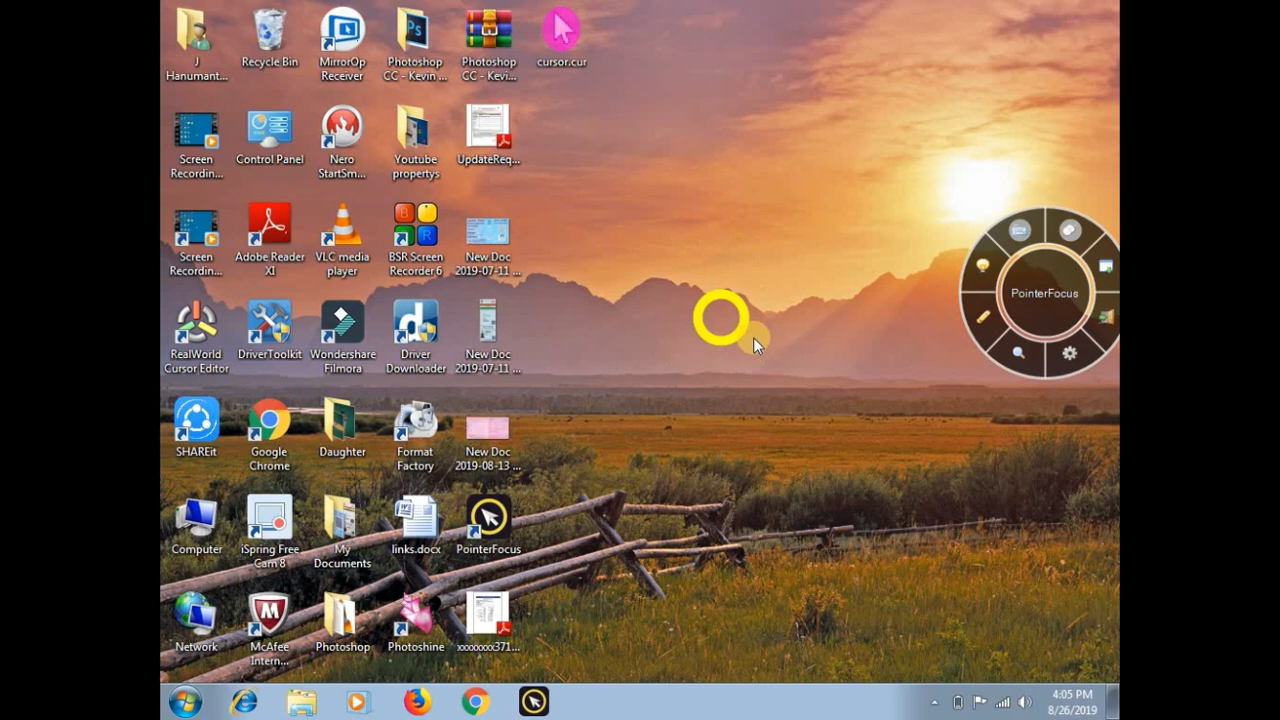 J
Hanumant...
Recycle Bin
MirrorOp
Receiver
Photoshop
CC - Kevin ...
Photoshop
CC - Kevi...
cursor.cur
Screen
Recordin...
Control Panel
Nero
StartSm...
Youtube
propertys
UpdateReq...
Screen
Recordin...
Adobe Reader
XI
VLC media
player
BSR Screen
Recorder 6
New Doc
2019-07-11 ...
PointerFocus
RealWorld
Cursor Editor
DriverToolkit
Wondershare
Filmora
Driver
Downloader
New Doc
2019-07-11 ...
SHAREit
Google
Chrome
Daughter
Format
Factory
New Doc
2019-08-13 ...
Computer
iSpring Free
Cam 8
My
Documents
links.docx
PointerFocus
Network
McAfee
Intern...
Photoshop
Photoshine
xxxxxxxx371...
4:05 PM
8/26/2019